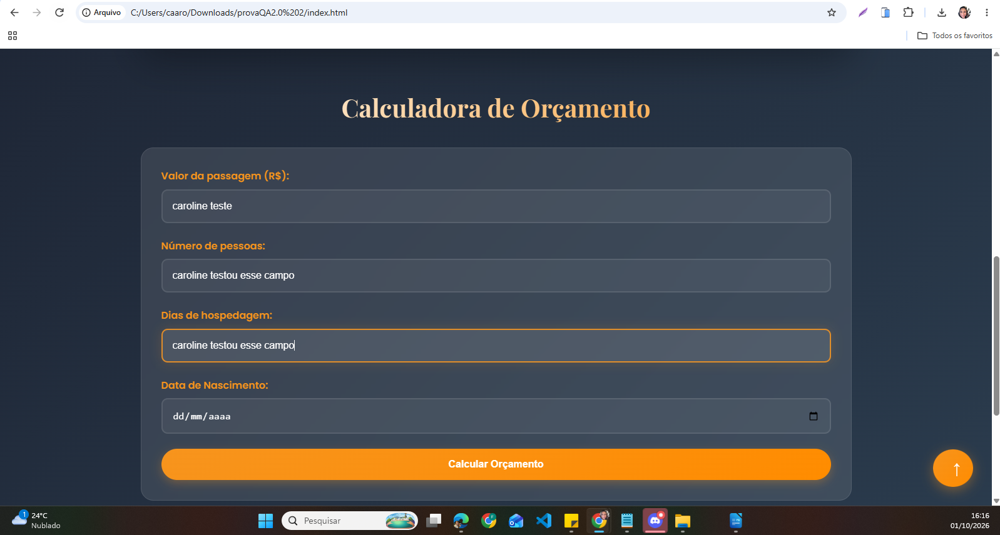 Arquivo C:/Users/caaro/Downloads/provaQA2.0%202/index.html
Todos os favoritos
Calculadora de Orçamento
Valor da passagem (R$):
caroline teste
Número de pessoas:
caroline testou esse campo
Dias de hospedagem:
caroline testou esse campo
Data de Nascimento:
dd/mm/aaaa
Calcular Orçamento
↑
1
24°C
Nublado
Pesquisar
16:16
01/10/2026